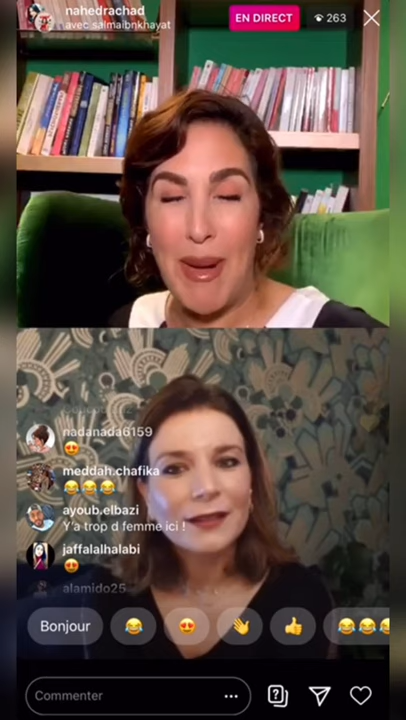 nahedrachad
EN DIRECT
263
avec salmaibnkhayat
nadanada6159
😍
meddah.chafika
😂😂😂
ayoub.elbazi
Y'a trop d femme ici !
jaffalalhalabi
😍
alamido25
Bonjour
😂
😍
👋
👍
😂😂😂
Commenter